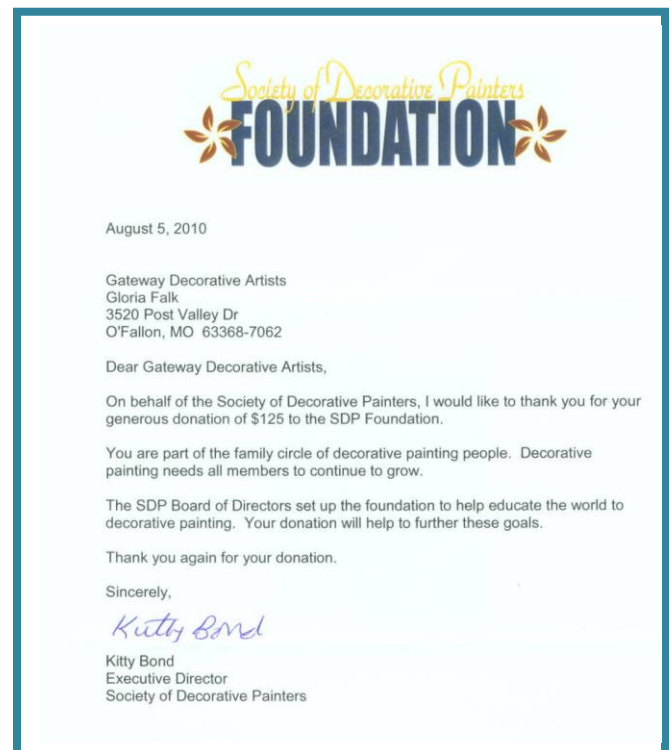 Society of Decorative Painters
FOUNDATION
August 5, 2010
Gateway Decorative Artists
Gloria Falk
3520 Post Valley Dr
O'Fallon, MO 63368-7062
Dear Gateway Decorative Artists,
On behalf of the Society of Decorative Painters, I would like to thank you for your
generous donation of $125 to the SDP Foundation.
You are part of the family circle of decorative painting people. Decorative
painting needs all members to continue to grow.
The SDP Board of Directors set up the foundation to help educate the world to
decorative painting. Your donation will help to further these goals.
Thank you again for your donation.
Sincerely,
Kitty Bond
Kitty Bond
Executive Director
Society of Decorative Painters